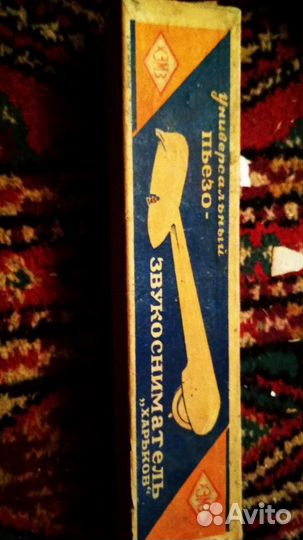 ХЭМЗ
Универсальный
пьезо-
ЗВУКОСНИМАТЕЛЬ
„ХАРЬКОВ“
ХЭМЗ
Avito